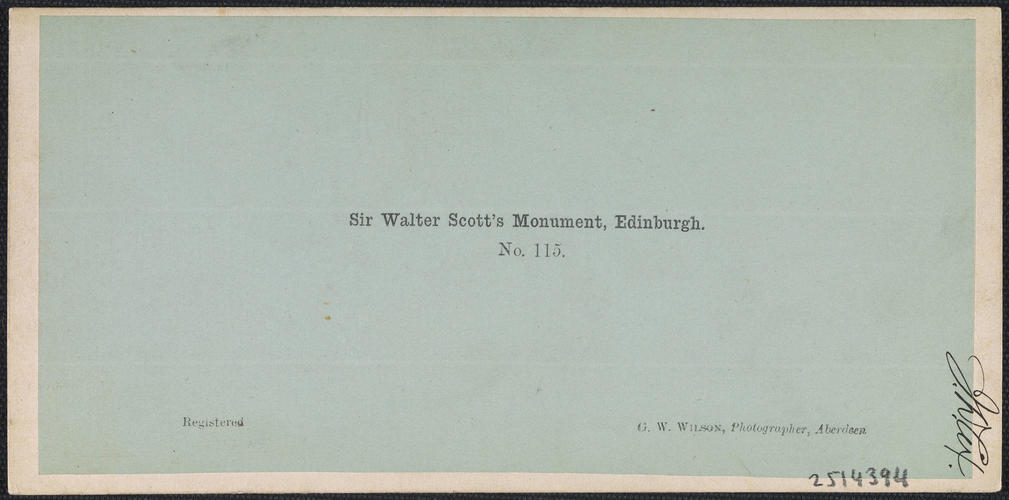 Sir Walter Scott's Monument, Edinburgh.
No. 115.
Registered
G. W. Wilson, Photographer, Aberdeen
2514394